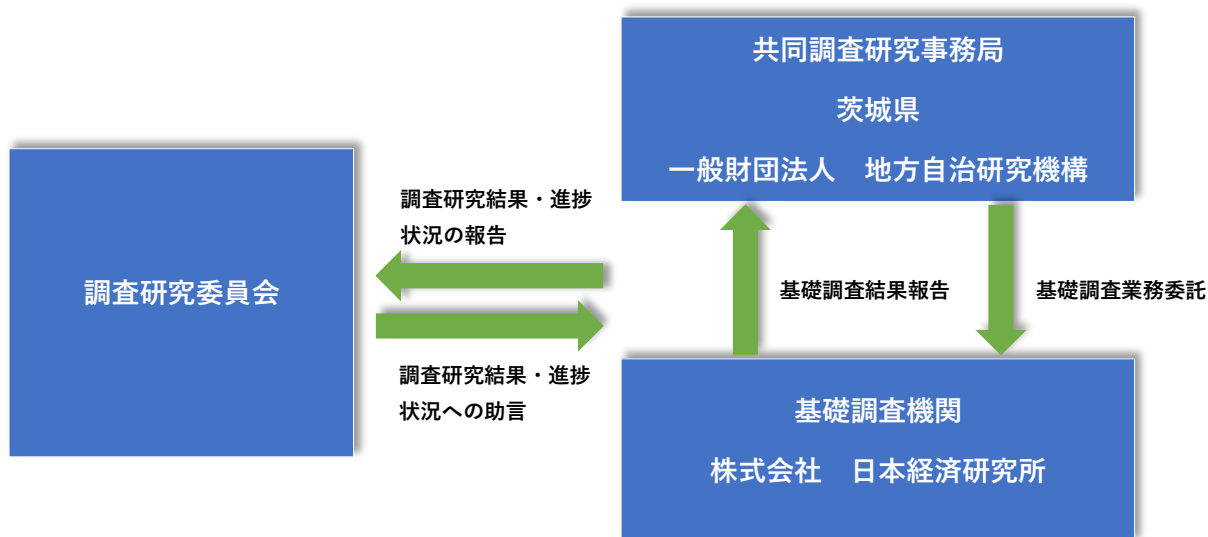 共同調査研究事務局
茨城県
一般財団法人　地方自治研究機構
調査研究委員会
調査研究結果・進捗
状況の報告
調査研究結果・進捗
状況への助言
基礎調査結果報告
基礎調査業務委託
基礎調査機関
株式会社　日本経済研究所